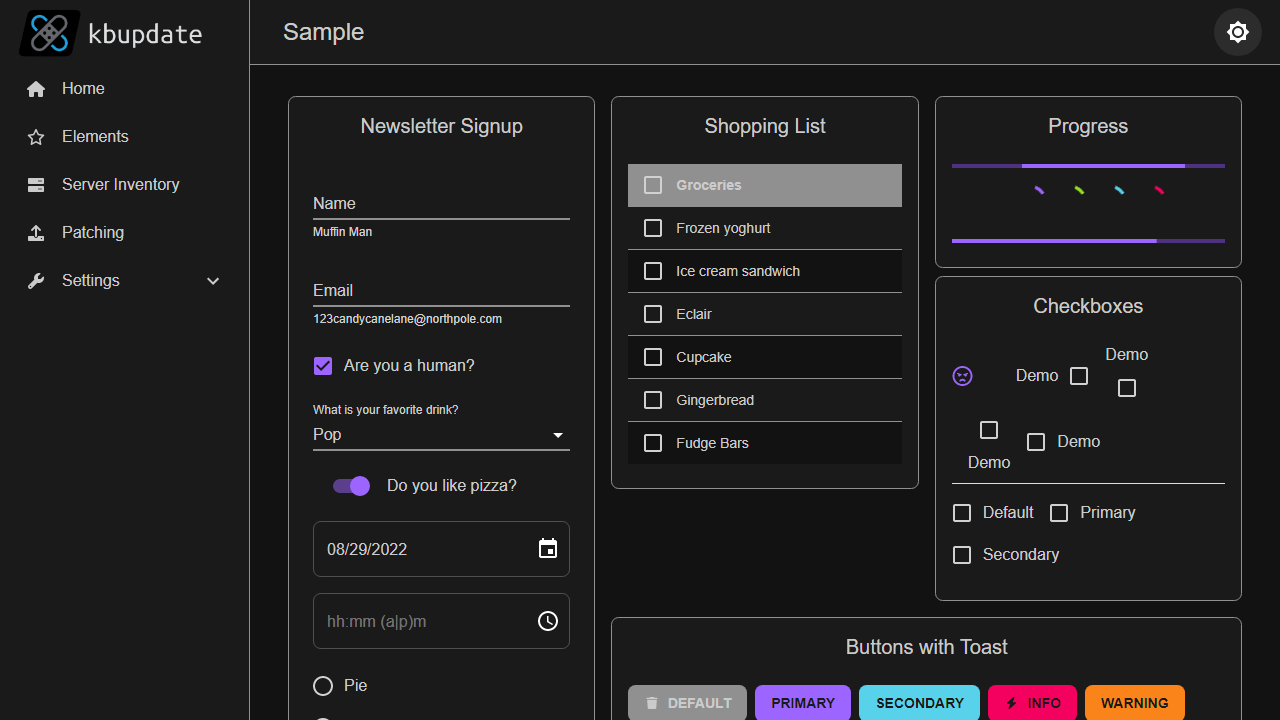 kbupdate
Home
Elements
Server Inventory
Patching
Settings
Sample
Newsletter Signup
Name
Muffin Man
Email
123candycanelane@northpole.com
Are you a human?
What is your favorite drink?
Pop
Do you like pizza?
08/29/2022
hh:mm (a|p)m
Pie
Shopping List
Groceries
Frozen yoghurt
Ice cream sandwich
Eclair
Cupcake
Gingerbread
Fudge Bars
Progress
Checkboxes
Demo
Demo
Demo
Demo
Default Primary
Secondary
Buttons with Toast
DEFAULT PRIMARY SECONDARY INFO WARNING